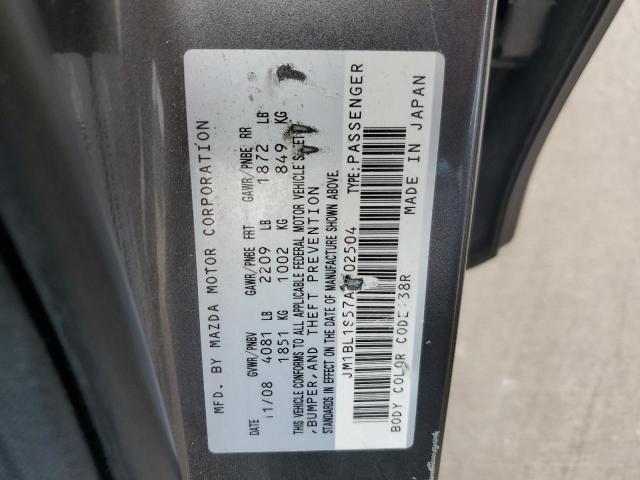 MFD. BY MAZDA MOTOR CORPORATION
DATE GVWR/PNBV GAWR/PNBE FRT GAWR/PNBE RR
11/08 4081 LB 2209 LB 1872 LB
1851 KG 1002 KG 849 KG
THIS VEHICLE CONFORMS TO ALL APPLICABLE FEDERAL MOTOR VEHICLE SAFETY
, BUMPER, AND THEFT PREVENTION
STANDARDS IN EFFECT ON THE DATE OF MANUFACTURE SHOWN ABOVE.
TYPE: PASSENGER
BODY COLOR CODE:38R MADE IN JAPAN